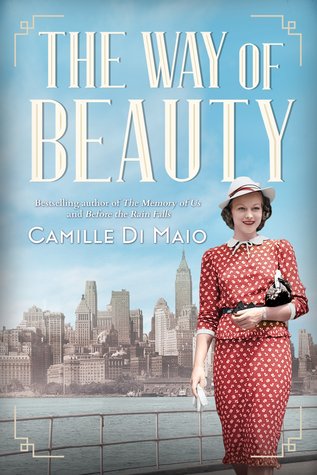 THE WAY OF
BEAUTY
Bestselling author of The Memory of Us
and Before the Rain Falls
CAMILLE DI MAIO